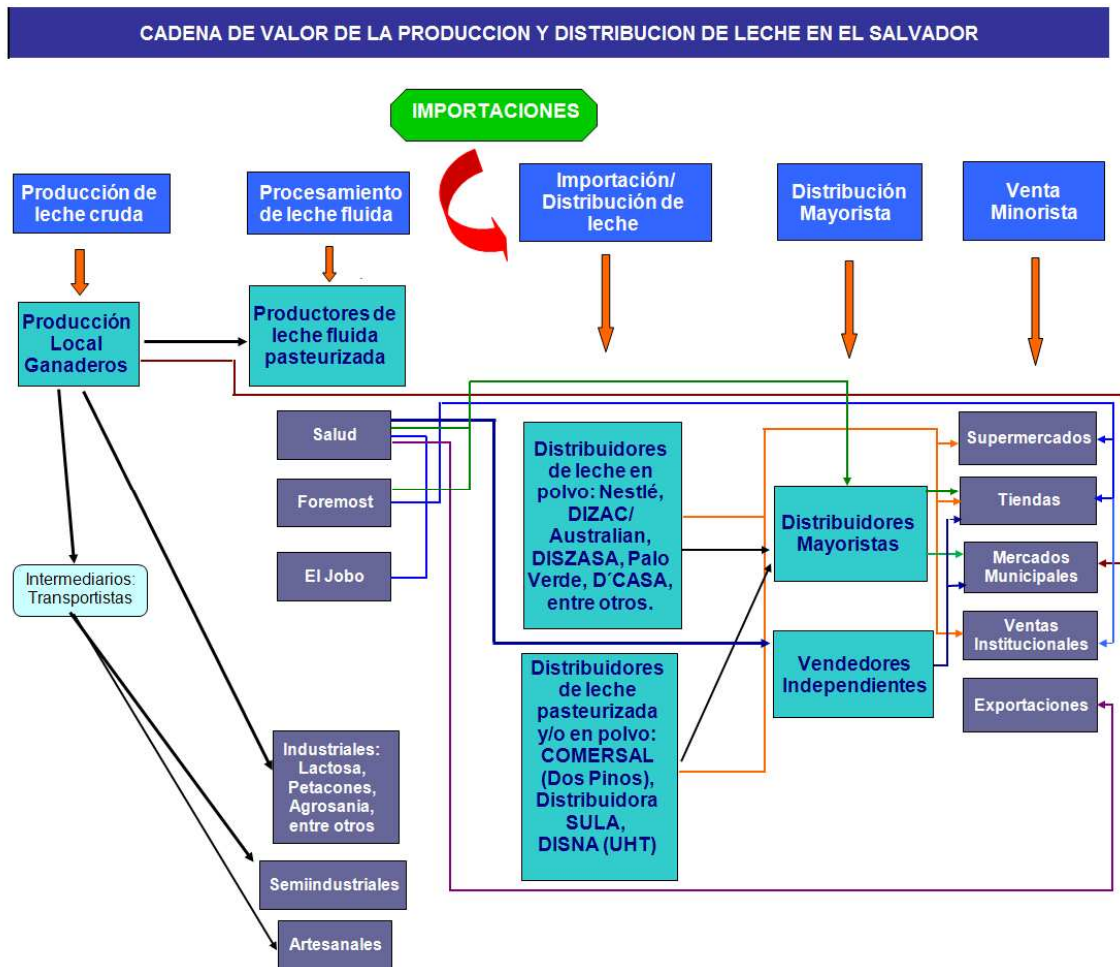 CADENA DE VALOR DE LA PRODUCCION Y DISTRIBUCION DE LECHE EN EL SALVADOR
IMPORTACIONES
Producción de
leche cruda
Procesamiento
de leche fluida
Importación/
Distribución de
leche
Distribución
Mayorista
Venta
Minorista
Producción
Local
Ganaderos
Productores de
leche fluida
pasteurizada
Salud
Foremost
El Jobo
Intermediarios:
Transportistas
Industriales:
Lactosa,
Petacones,
Agrosania,
entre otros
Semiindustriales
Artesanales
Distribuidores
de leche en
polvo: Nestlé,
DIZAC/
Australian,
DISZASA, Palo
Verde, D´CASA,
entre otros.
Distribuidores
de leche
pasteurizada
y/o en polvo:
COMERSAL
(Dos Pinos),
Distribuidora
SULA,
DISNA (UHT)
Distribuidores
Mayoristas
Vendedores
Independientes
Supermercados
Tiendas
Mercados
Municipales
Ventas
Institucionales
Exportaciones